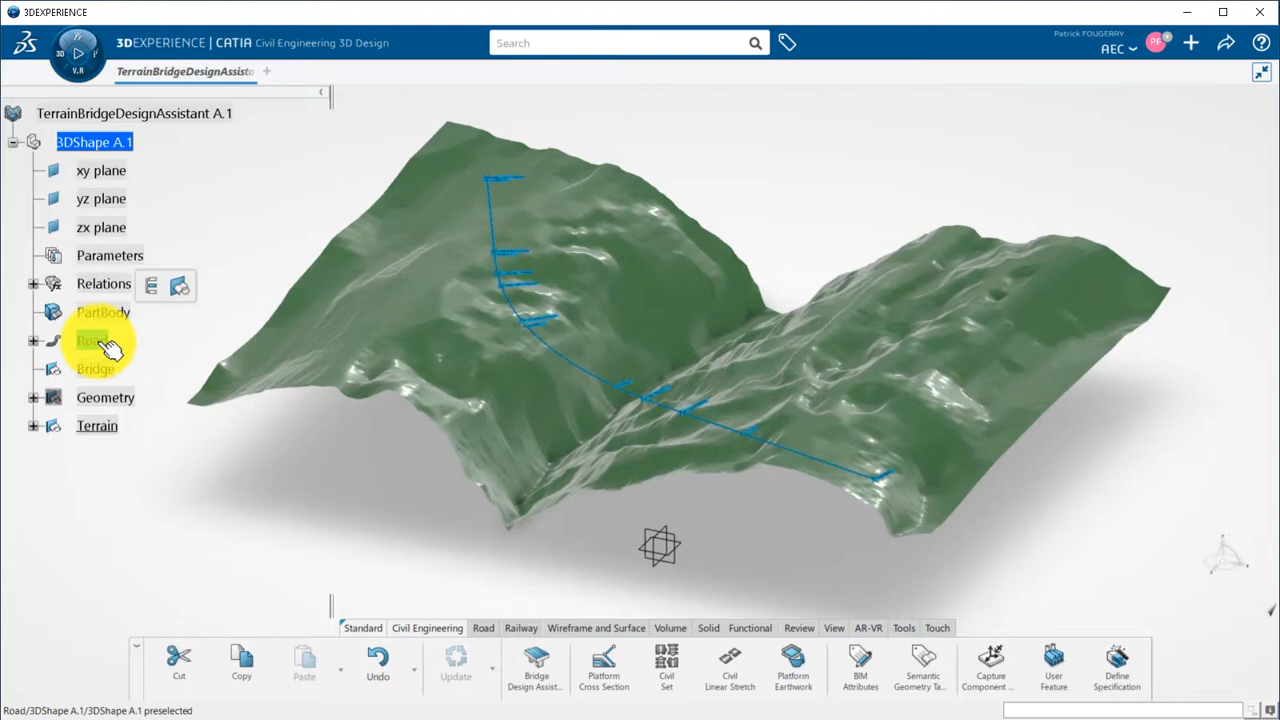 3DEXPERIENCE
3DEXPERIENCE | CATIA Civil Engineering 3D Design
Search
Patrick FOUGERAY
AEC
PF
3D
V.R
TerrainBridgeDesignAssist
TerrainBridgeDesignAssistant A.1
3DShape A.1
xy plane
yz plane
zx plane
Parameters
Relations
PartBody
Road
Bridge
Geometry
Terrain
Standard Civil Engineering Road Railway Wireframe and Surface Volume Solid Functional Review View AR-VR Tools Touch
Cut Copy Paste Undo Update
Bridge Design Assist...
Platform Cross Section
Civil Set
Civil Linear Stretch
Platform Earthwork
BIM Attributes
Semantic Geometry Ta...
Capture Component ...
User Feature
Define Specification
Road/3DShape A.1/3DShape A.1 preselected